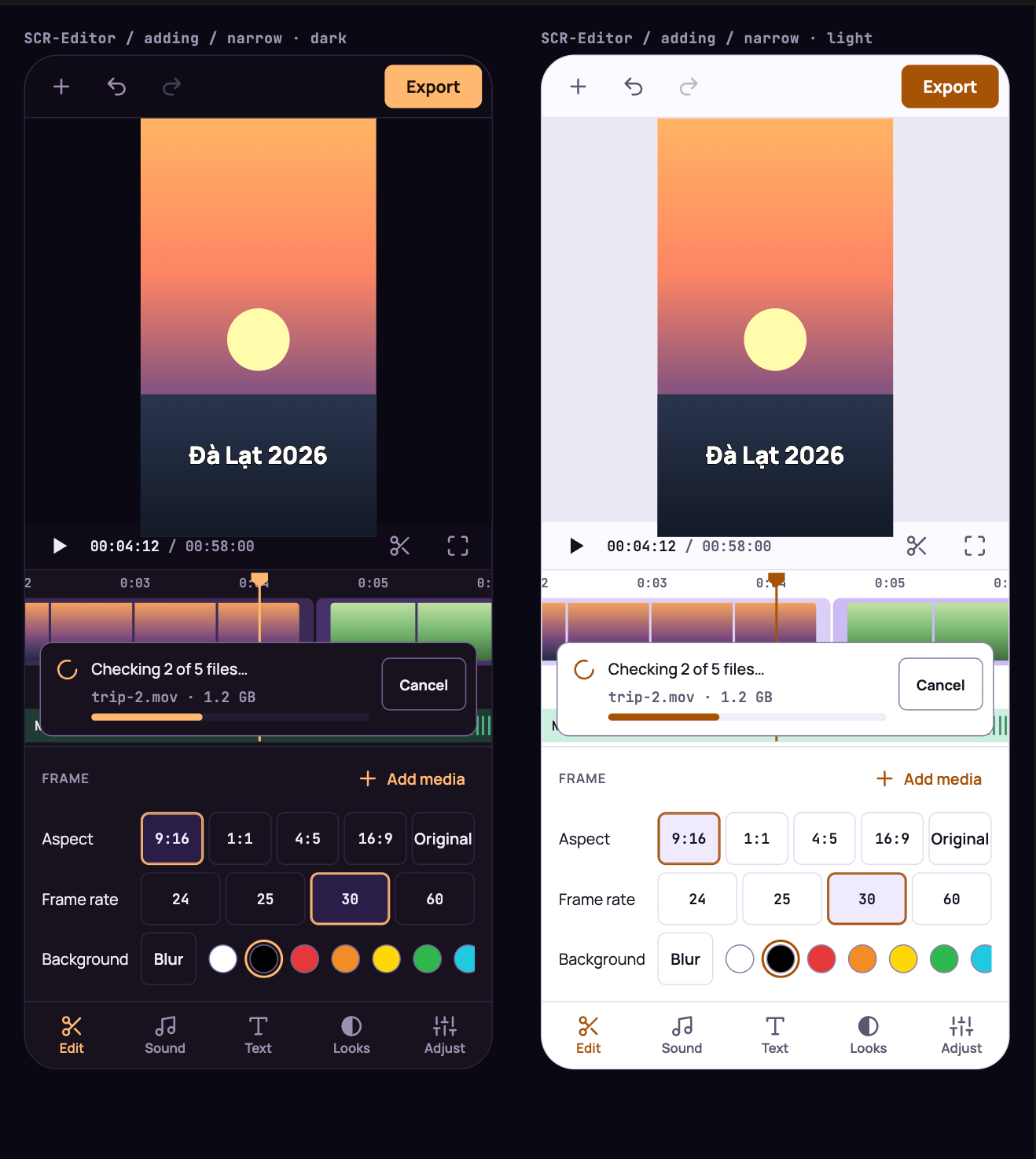 SCR-Editor / adding / narrow · dark
Export
Đà Lạt 2026
00:04:12 / 00:58:00
2 0:03 0:05 0:
Checking 2 of 5 files…
trip-2.mov · 1.2 GB
Cancel
FRAME
Add media
Aspect 9:16 1:1 4:5 16:9 Original
Frame rate 24 25 30 60
Background Blur
Edit Sound Text Looks Adjust
SCR-Editor / adding / narrow · light
Export
Đà Lạt 2026
00:04:12 / 00:58:00
2 0:03 0:05 0:
Checking 2 of 5 files…
trip-2.mov · 1.2 GB
Cancel
FRAME
Add media
Aspect 9:16 1:1 4:5 16:9 Original
Frame rate 24 25 30 60
Background Blur
Edit Sound Text Looks Adjust